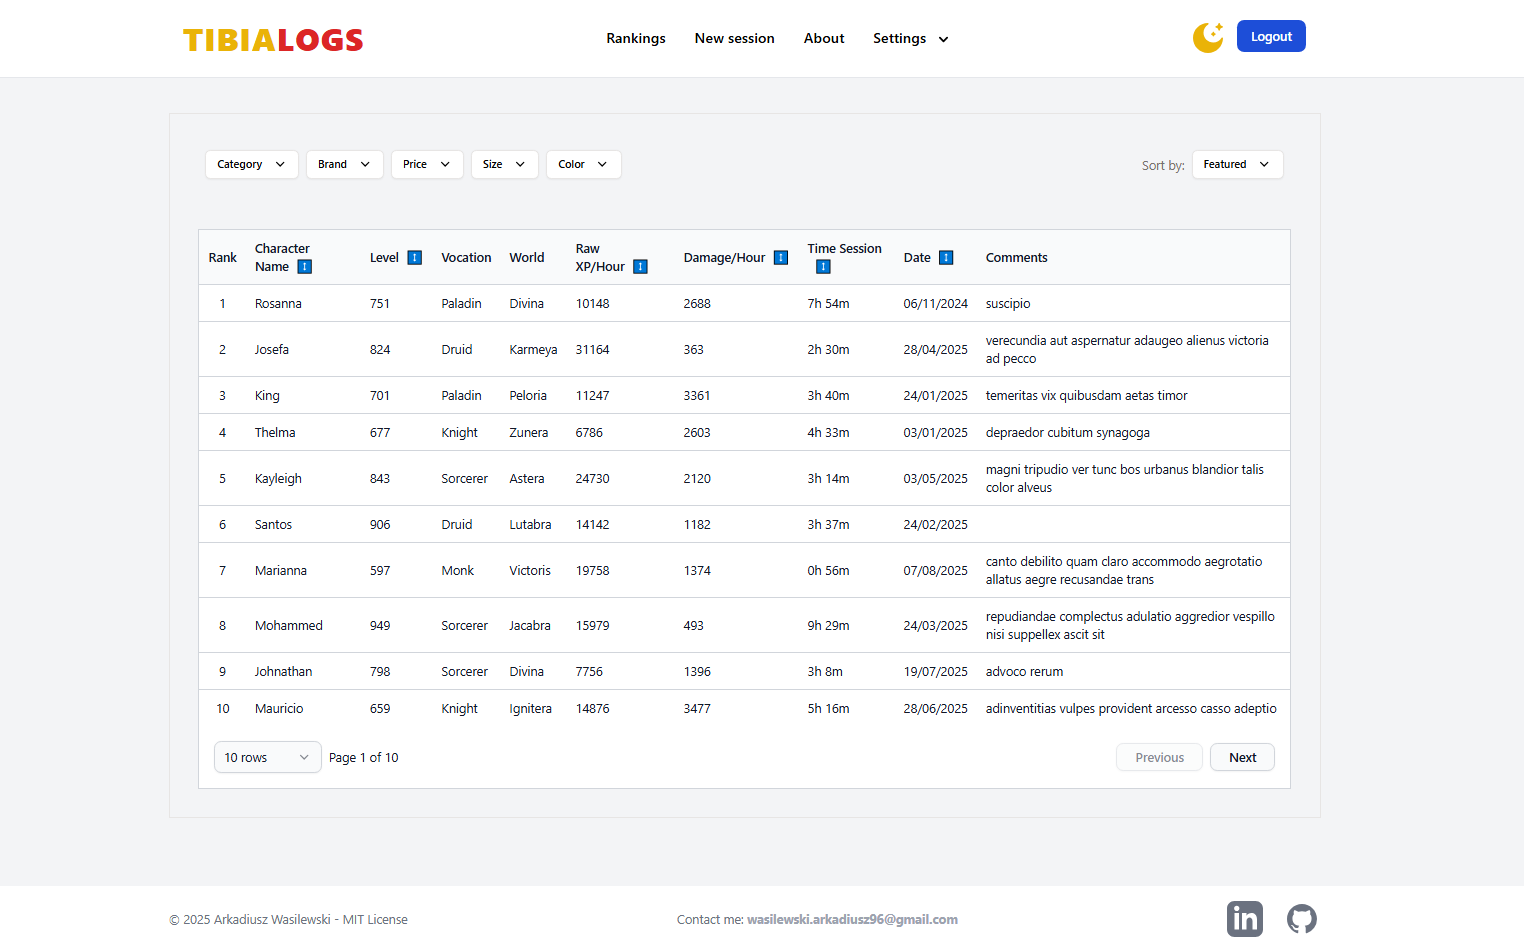 TIBIALOGS
Rankings New session About Settings
Logout
Category Brand Price Size Color
Sort by: Featured
Rank Character Name Level Vocation World Raw XP/Hour Damage/Hour Time Session Date Comments
1 Rosanna 751 Paladin Divina 10148 2688 7h 54m 06/11/2024 suscipio
2 Josefa 824 Druid Karmeya 31164 363 2h 30m 28/04/2025 verecundia aut aspernatur adaugeo alienus victoria
ad pecco
3 King 701 Paladin Peloria 11247 3361 3h 40m 24/01/2025 temeritas vix quibusdam aetas timor
4 Thelma 677 Knight Zunera 6786 2603 4h 33m 03/01/2025 depraedor cubitum synagoga
5 Kayleigh 843 Sorcerer Astera 24730 2120 3h 14m 03/05/2025 magni tripudio ver tunc bos urbanus blandior talis
color alveus
6 Santos 906 Druid Lutabra 14142 1182 3h 37m 24/02/2025
7 Marianna 597 Monk Victoris 19758 1374 0h 56m 07/08/2025 canto debilito quam claro accommodo aegrotatio
allatus aegre recusandae trans
8 Mohammed 949 Sorcerer Jacabra 15979 493 9h 29m 24/03/2025 repudiandae complectus adulatio aggredior vespillo
nisi suppellex ascit sit
9 Johnathan 798 Sorcerer Divina 7756 1396 3h 8m 19/07/2025 advoco rerum
10 Mauricio 659 Knight Ignitera 14876 3477 5h 16m 28/06/2025 adinventitias vulpes provident arcesso casso adeptio
10 rows Page 1 of 10 Previous Next
© 2025 Arkadiusz Wasilewski - MIT License
Contact me: wasilewski.arkadiusz96@gmail.com
in